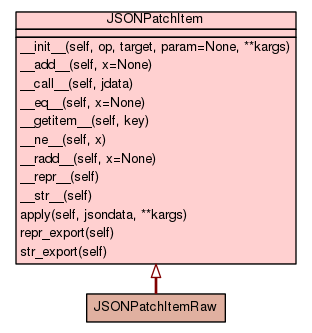 JSONPatchItem
__init__(self, op, target, param=None, **kargs)
__add__(self, x=None)
__call__(self, jdata)
__eq__(self, x=None)
__getitem__(self, key)
__ne__(self, x)
__radd__(self, x=None)
__repr__(self)
__str__(self)
apply(self, jsondata, **kargs)
repr_export(self)
str_export(self)
JSONPatchItemRaw